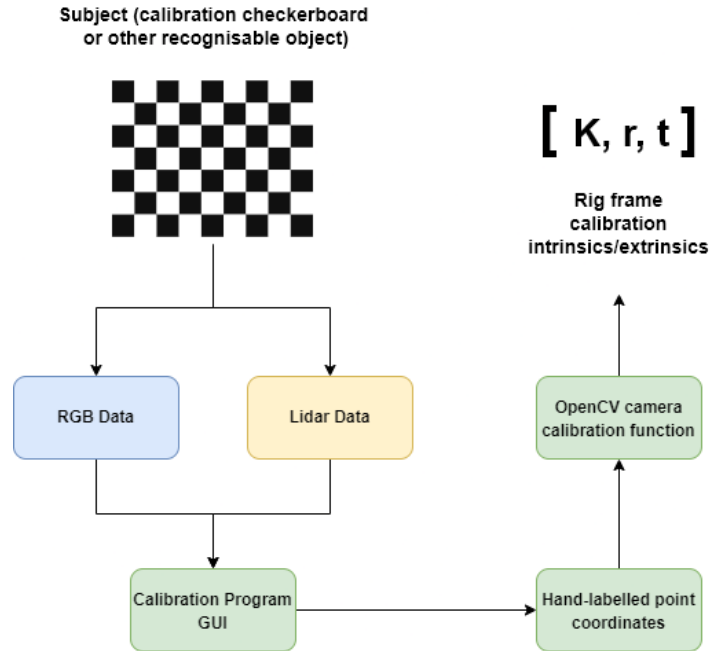 Subject (calibration checkerboard
or other recognisable object)
[ K, r, t ]
Rig frame
calibration
intrinsics/extrinsics
RGB Data
Lidar Data
OpenCV camera
calibration function
Calibration Program
GUI
Hand-labelled point
coordinates